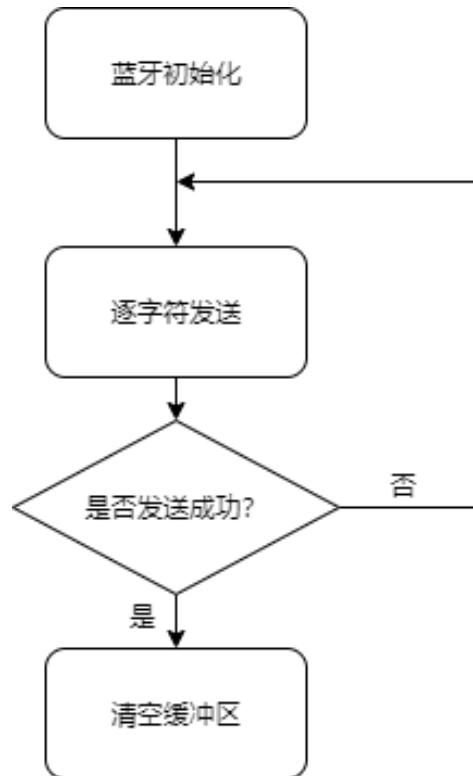 蓝牙初始化
逐字符发送
是否发送成功?
否
是
清空缓冲区